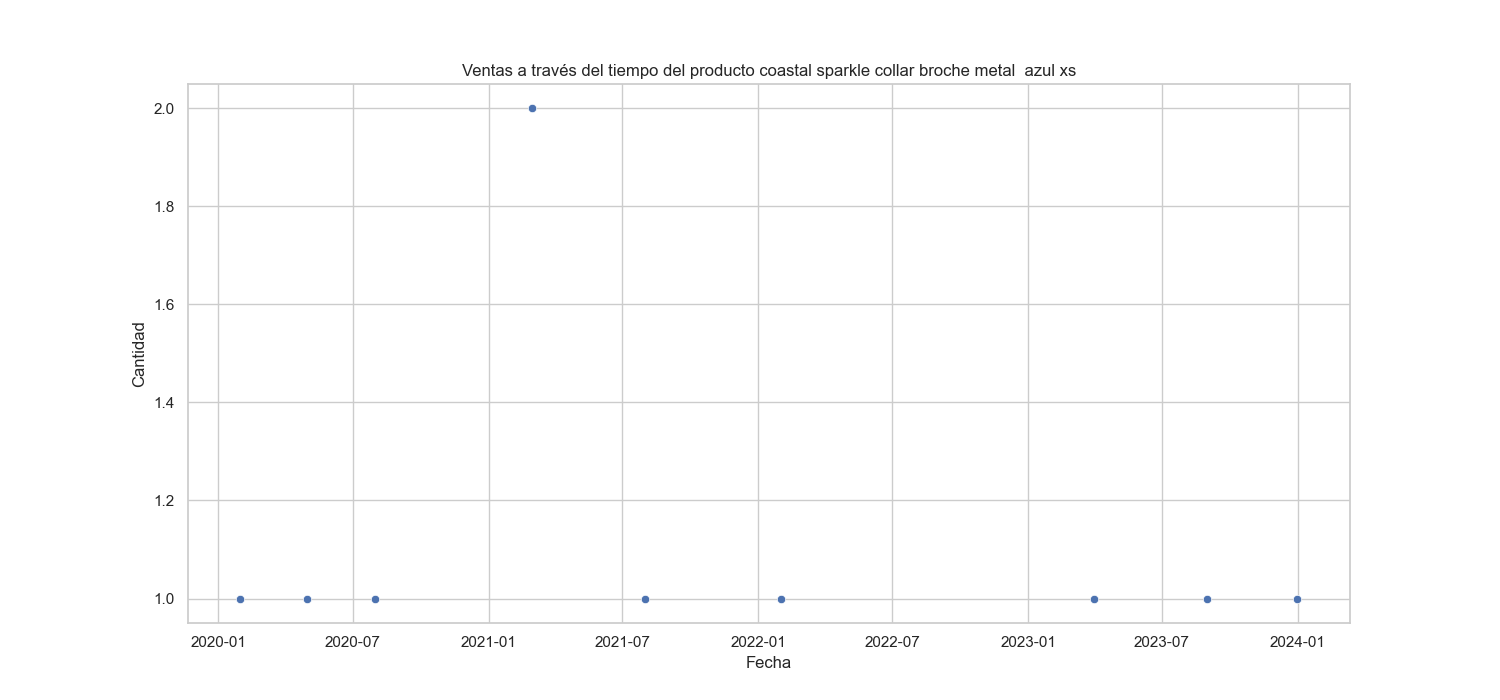 Ventas a través del tiempo del producto coastal sparkle collar broche metal  azul xs
2.0
1.8
1.6
1.4
1.2
1.0
Cantidad
2020-01 2020-07 2021-01 2021-07 2022-01 2022-07 2023-01 2023-07 2024-01
Fecha